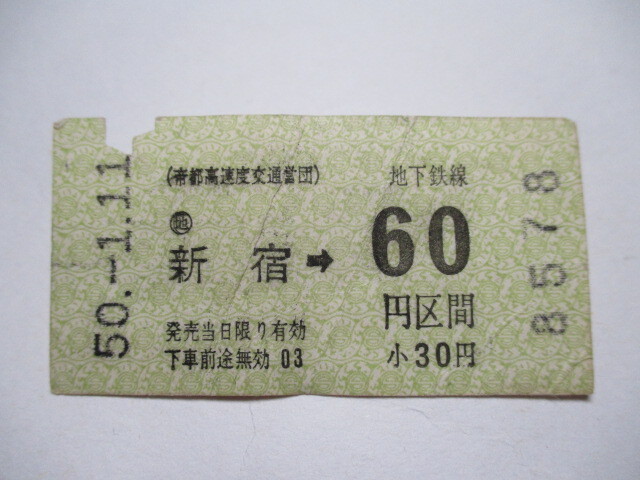 50.-1.11
(帝都高速度交通営団)
地下鉄線
㊞
新宿→
60
円区間
発売当日限り有効
下車前途無効 03
小30円
8578